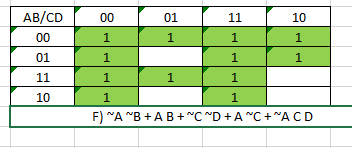 AB/CD 00 01 11 10
00 1 1 1 1
01 1 1 1
11 1 1 1
10 1 1
F) ~A ~B + A B + ~C ~D + A ~C + ~A C D